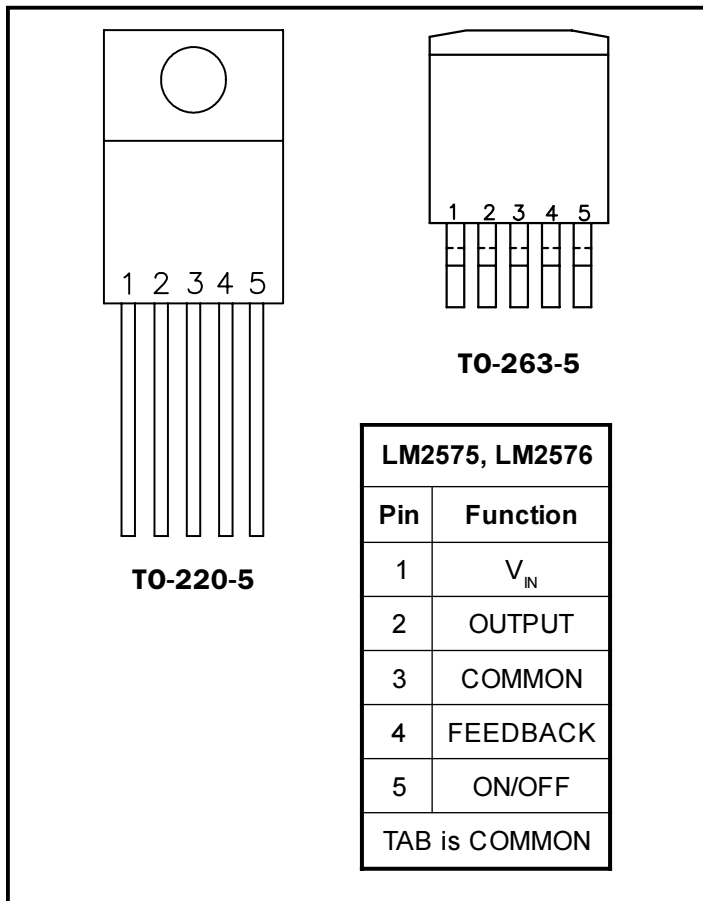 1 2 3 4 5
TO-220-5
1 2 3 4 5
TO-263-5
LM2575, LM2576
Pin Function
1 VIN
2 OUTPUT
3 COMMON
4 FEEDBACK
5 ON/OFF
TAB is COMMON